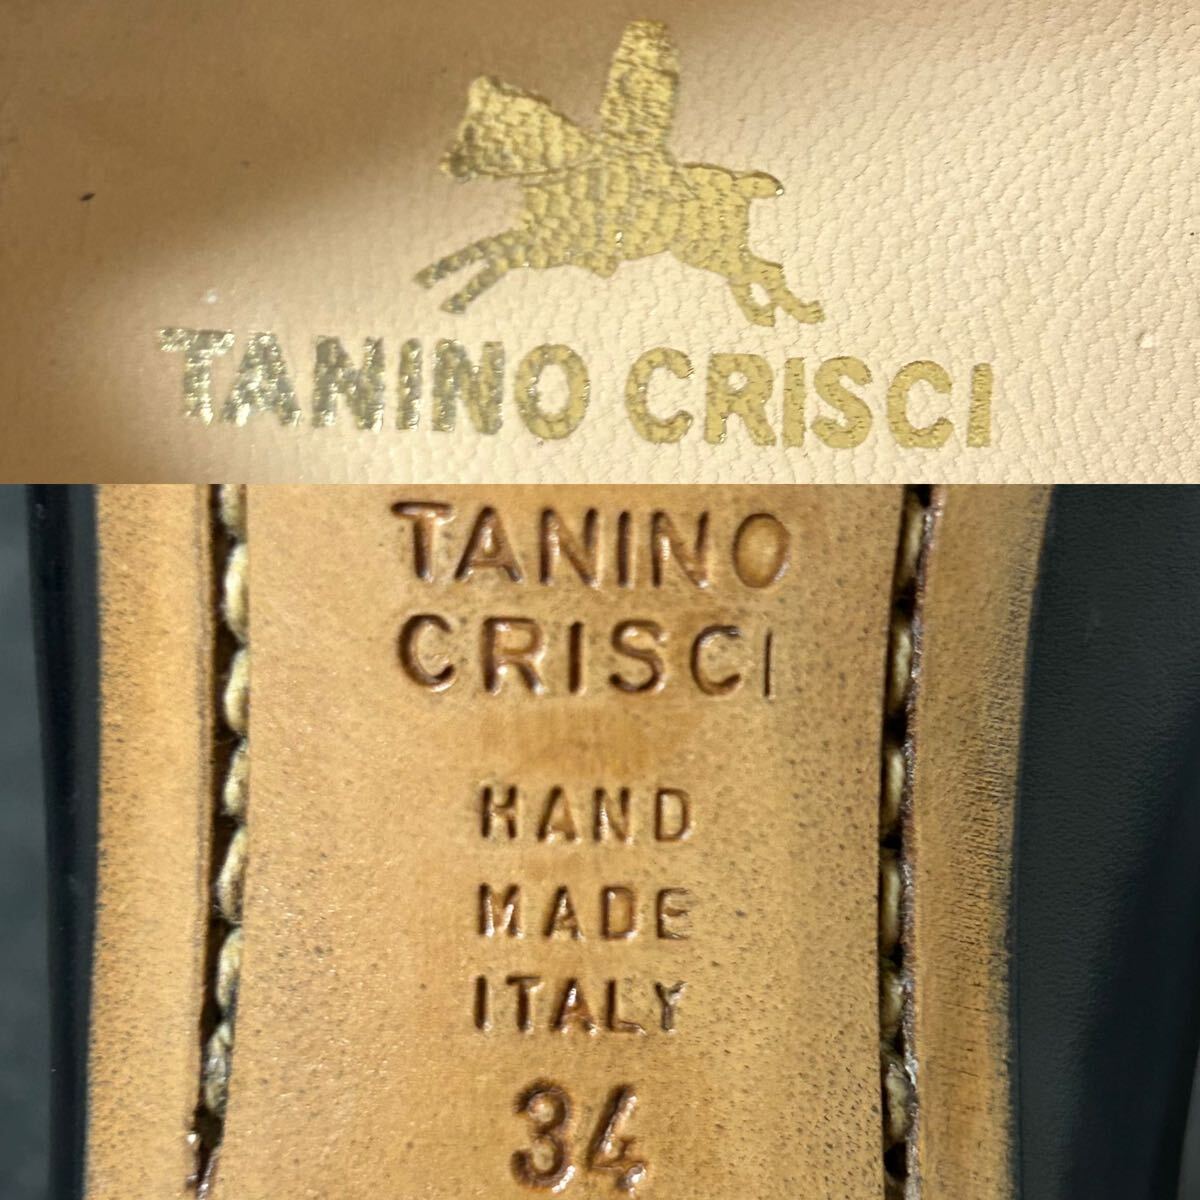 TANINO CRISCI
TANINO
CRISCI
HAND
MADE
ITALY
34